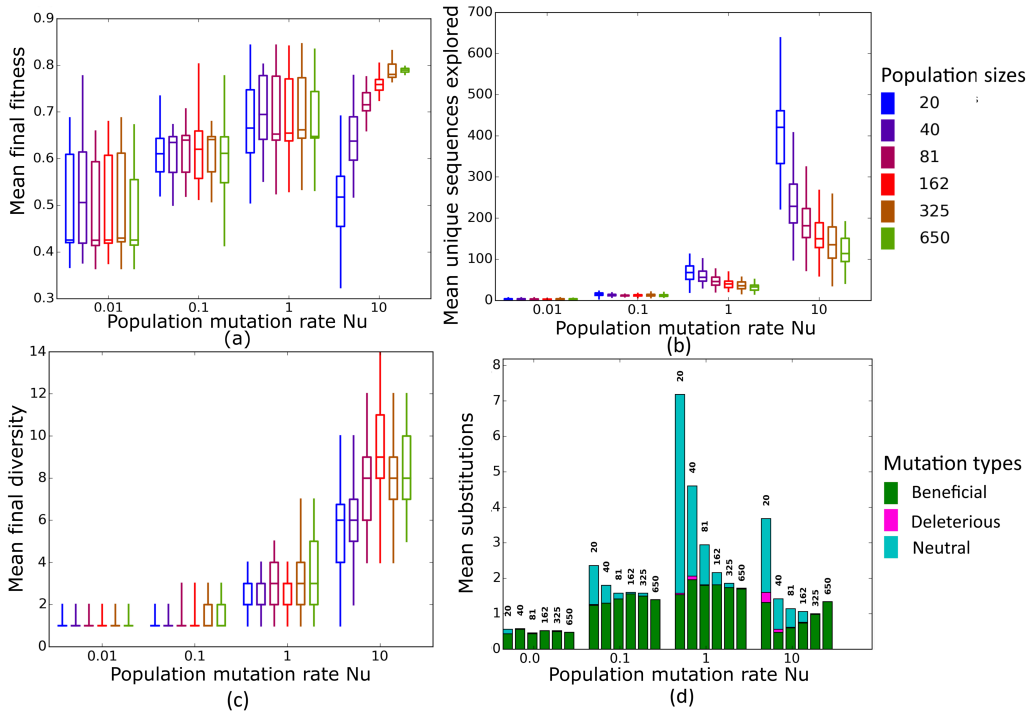 0.9
0.8
0.7
0.6
0.5
0.4
0.3
Mean final fitness
0.01 0.1 1 10
Population mutation rate Nu
(a)
700
600
500
400
300
200
100
0
Mean unique sequences explored
0.01 0.1 1 10
Population mutation rate Nu
(b)
Population sizes
20
40
81
162
325
650
14
12
10
8
6
4
2
0
Mean final diversity
0.01 0.1 1 10
Population mutation rate Nu
(c)
8
7
6
5
4
3
2
1
0
Mean substitutions
20 40 81 162 325 650
20 40 81 162 325 650
20 40 81 162 325 650
20 40 81 162 325 650
0.0 0.1 1 10
Population mutation rate Nu
(d)
Mutation types
Beneficial
Deleterious
Neutral